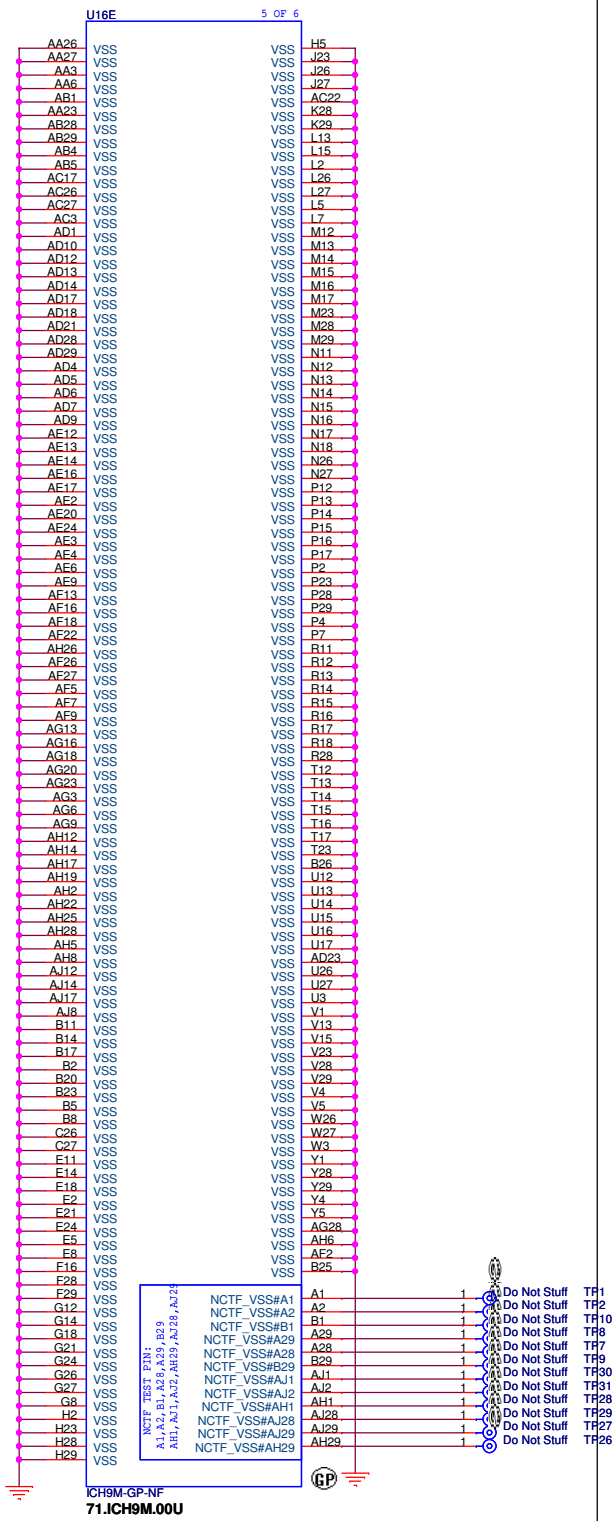 U16E 5 OF 6
AA26 VSS VSS H5
AA27 VSS VSS J23
AA3 VSS VSS J26
AA6 VSS VSS J27
AB1 VSS VSS AC22
AA23 VSS VSS K28
AB28 VSS VSS K29
AB29 VSS VSS L13
AB4 VSS VSS L15
AB5 VSS VSS L2
AC17 VSS VSS L26
AC26 VSS VSS L27
AC27 VSS VSS L5
AC3 VSS VSS L7
AD1 VSS VSS M12
AD10 VSS VSS M13
AD12 VSS VSS M14
AD13 VSS VSS M15
AD14 VSS VSS M16
AD17 VSS VSS M17
AD18 VSS VSS M23
AD21 VSS VSS M28
AD28 VSS VSS M29
AD29 VSS VSS N11
AD4 VSS VSS N12
AD5 VSS VSS N13
AD6 VSS VSS N14
AD7 VSS VSS N15
AD9 VSS VSS N16
AE12 VSS VSS N17
AE13 VSS VSS N18
AE14 VSS VSS N26
AE16 VSS VSS N27
AE17 VSS VSS P12
AE2 VSS VSS P13
AE20 VSS VSS P14
AE24 VSS VSS P15
AE3 VSS VSS P16
AE4 VSS VSS P17
AE6 VSS VSS P2
AE9 VSS VSS P23
AF13 VSS VSS P28
AF16 VSS VSS P29
AF18 VSS VSS P4
AF22 VSS VSS P7
AH26 VSS VSS R11
AF26 VSS VSS R12
AF27 VSS VSS R13
AF5 VSS VSS R14
AF7 VSS VSS R15
AF9 VSS VSS R16
AG13 VSS VSS R17
AG16 VSS VSS R18
AG18 VSS VSS R28
AG20 VSS VSS T12
AG23 VSS VSS T13
AG3 VSS VSS T14
AG6 VSS VSS T15
AG9 VSS VSS T16
AH12 VSS VSS T17
AH14 VSS VSS T23
AH17 VSS VSS B26
AH19 VSS VSS U12
AH2 VSS VSS U13
AH22 VSS VSS U14
AH25 VSS VSS U15
AH28 VSS VSS U16
AH5 VSS VSS U17
AH8 VSS VSS AD23
AJ12 VSS VSS U26
AJ14 VSS VSS U27
AJ17 VSS VSS U3
AJ8 VSS VSS V1
B11 VSS VSS V13
B14 VSS VSS V15
B17 VSS VSS V23
B2 VSS VSS V28
B20 VSS VSS V29
B23 VSS VSS V4
B5 VSS VSS V5
B8 VSS VSS W26
C26 VSS VSS W27
C27 VSS VSS W3
E11 VSS VSS Y1
E14 VSS VSS Y28
E18 VSS VSS Y29
E2 VSS VSS Y4
E21 VSS VSS Y5
E24 VSS VSS AG28
E5 VSS VSS AH6
E8 VSS VSS AF2
F16 VSS VSS B25
F28 VSS
F29 VSS NCTF_VSS#A1 A1 1 Do Not Stuff TP1
G12 VSS NCTF_VSS#A2 A2 1 Do Not Stuff TP2
G14 VSS NCTF_VSS#B1 B1 1 Do Not Stuff TP10
G18 VSS NCTF_VSS#A29 A29 1 Do Not Stuff TP8
G21 VSS NCTF_VSS#A28 A28 1 Do Not Stuff TP7
G24 VSS NCTF_VSS#B29 B29 1 Do Not Stuff TP9
G26 VSS NCTF_VSS#AJ1 AJ1 1 Do Not Stuff TP30
G27 VSS NCTF_VSS#AJ2 AJ2 1 Do Not Stuff TP31
G8 VSS NCTF_VSS#AH1 AH1 1 Do Not Stuff TP28
H2 VSS NCTF_VSS#AJ28 AJ28 1 Do Not Stuff TP29
H23 VSS NCTF_VSS#AJ29 AJ29 1 Do Not Stuff TP27
H28 VSS NCTF_VSS#AH29 AH29 1 Do Not Stuff TP26
H29 VSS
NCTF TEST PIN:
A1,A2,B1,A28,A29,B29
AH1,AJ1,AJ2,AH29,AJ28,AJ29
GP
ICH9M-GP-NF
71.ICH9M.00U